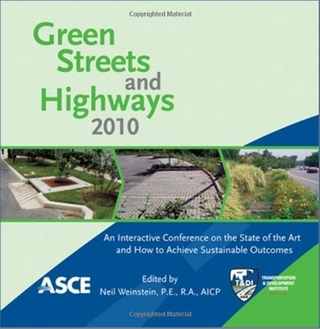 Copyrighted Material
Green
Streets
and
Highways
2010
An Interactive Conference on the State of the Art
and How to Achieve Sustainable Outcomes
ASCE
Edited by
Neil Weinstein, P.E., R.A., AICP
T&DI
TRANSPORTATION
& DEVELOPMENT
INSTITUTE
Copyrighted Material